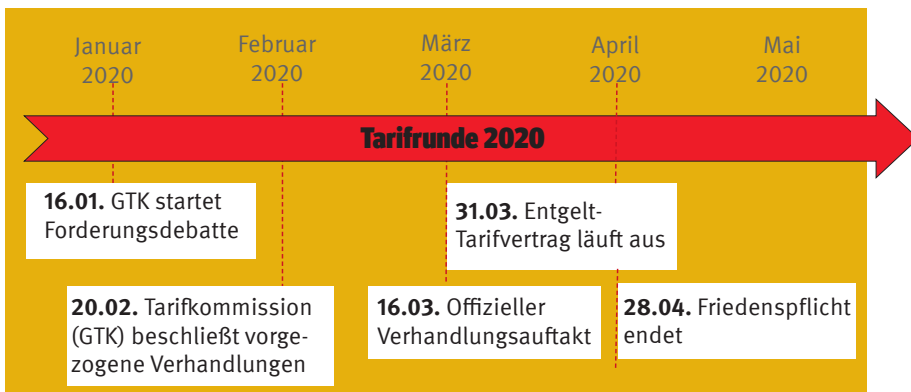 Januar
2020
Februar
2020
März
2020
April
2020
Mai
2020
Tarifrunde 2020
16.01. GTK startet
Forderungsdebatte
31.03. Entgelt-
Tarifvertrag läuft aus
20.02. Tarifkommission
(GTK) beschließt vorge-
zogene Verhandlungen
16.03. Offizieller
Verhandlungsauftakt
28.04. Friedenspflicht
endet